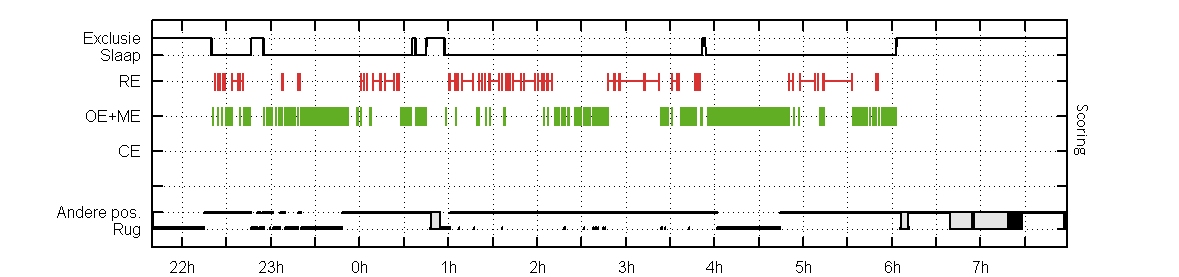 Exclusie
Slaap
RE
OE+ME
CE
Andere pos.
Rug
Scoring
22h 23h 0h 1h 2h 3h 4h 5h 6h 7h